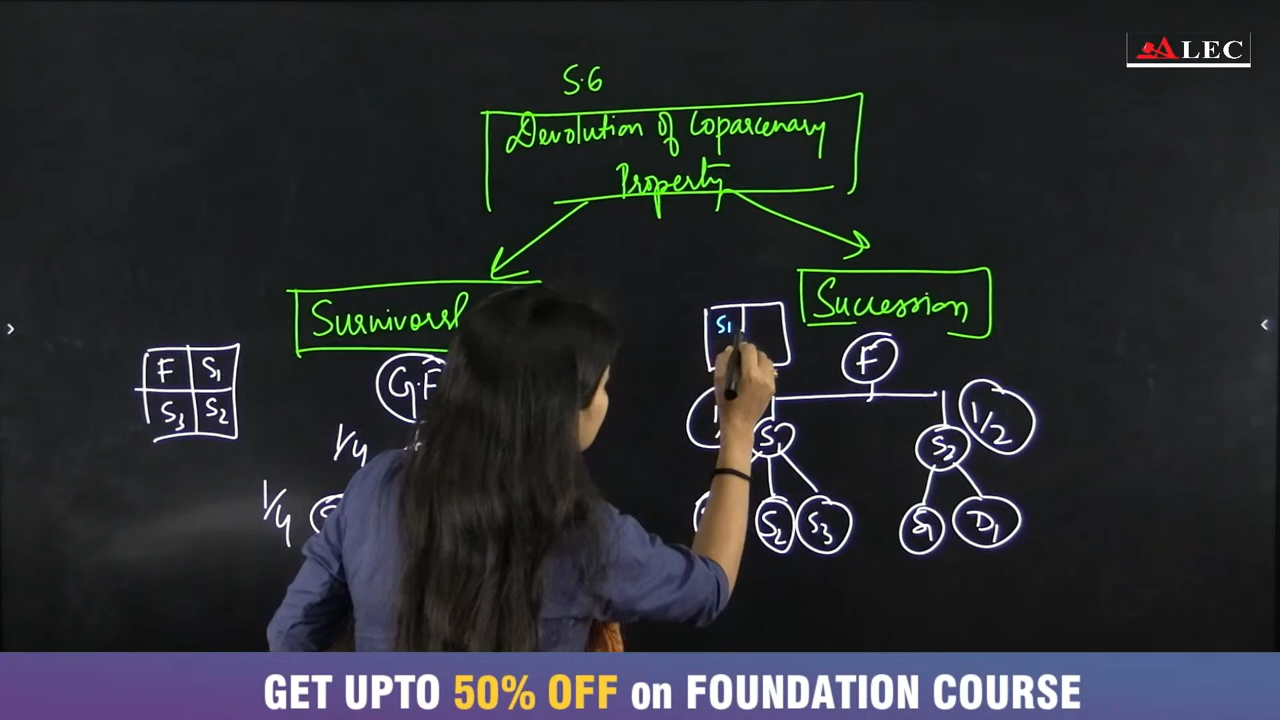 ALEC
S.6
Devolution of Coparcenary
Property
Succession
S1
F
F S1
S3 S2
G.F
1/4
S1
S2
1/2
1/4
S2 S3
S1 D1
GET UPTO 50% OFF on FOUNDATION COURSE